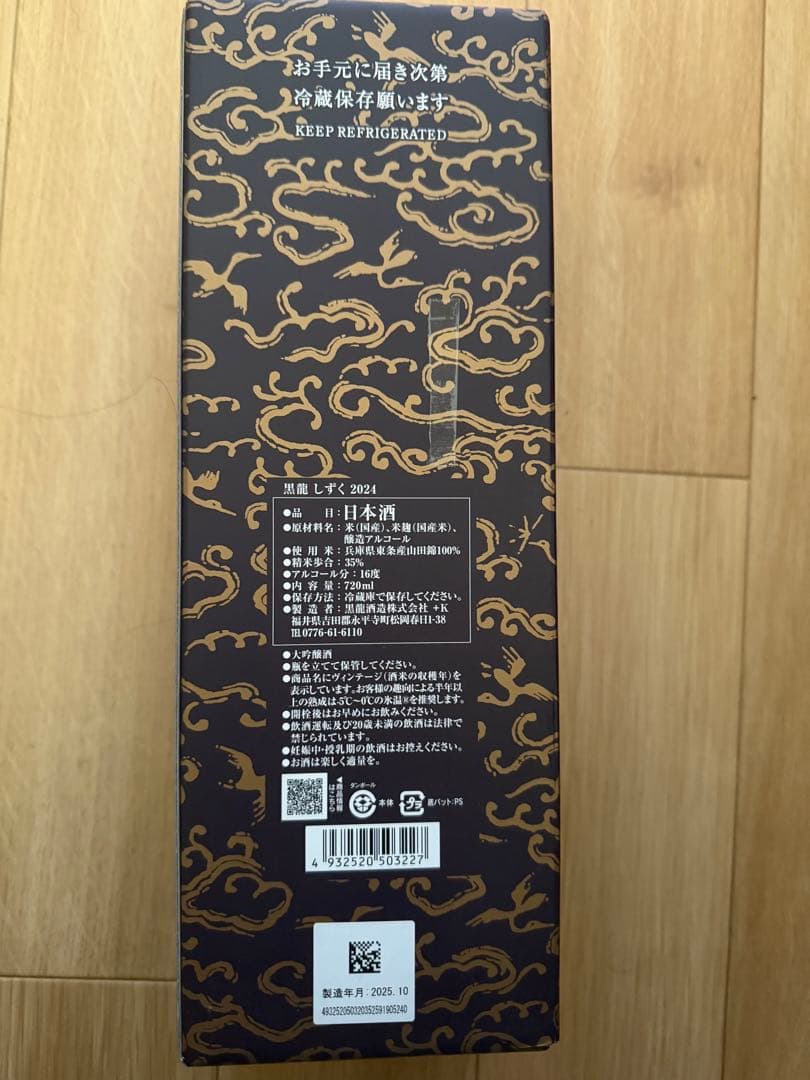 お手元に届き次第
冷蔵保存願います
KEEP REFRIGERATED
黒龍 しずく 2024
●品　目：日本酒
●原材料名：米（国産）、米麹（国産米）、
醸造アルコール
●使 用 米：兵庫県東条産山田錦100%
●精米歩合：35%
●アルコール分：16度
●内 容 量：720ml
●保存方法：冷蔵庫で保存してください。
●製 造 者：黒龍酒造株式会社 +K
福井県吉田郡永平寺町松岡春日1-38
TEL0776-61-6110
●大吟醸酒
●瓶を立てて保管してください。
●商品名にヴィンテージ（酒米の収穫年）を
表示しています。お客様の趣向による半年以
上の熟成は-5℃〜0℃の氷温®を推奨します。
●開栓後はお早めにお飲みください。
●飲酒運転及び20歳未満の飲酒は法律で
禁じられています。
●妊娠中・授乳期の飲酒はお控えください。
●お酒は楽しく適量を。
◀商品情報
はこちら
ダンボール
本体
プラ
底パット：PS
4 932520 503227
製造年月：2025.10
4932520503203525919052​40